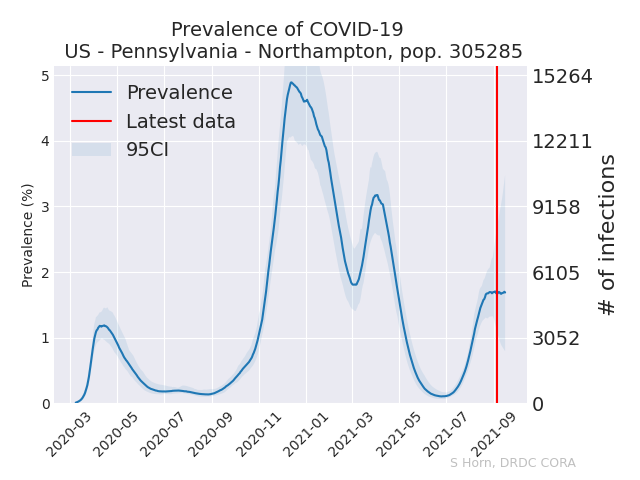 Prevalence of COVID-19
US - Pennsylvania - Northampton, pop. 305285
Prevalence
Latest data
95CI
Prevalence (%)
5
4
3
2
1
0
15264
12211
9158
6105
3052
0
# of infections
2020-03
2020-05
2020-07
2020-09
2020-11
2021-01
2021-03
2021-05
2021-07
2021-09
S Horn, DRDC CORA